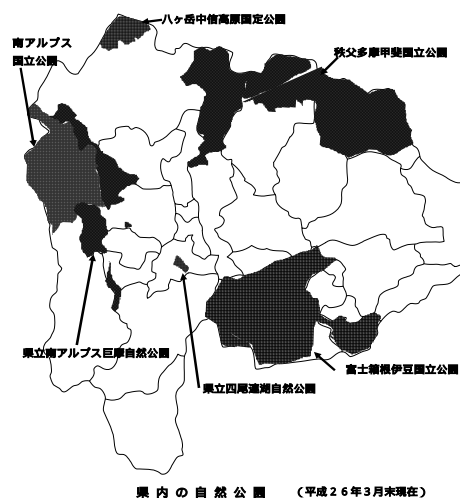 八ヶ岳中信高原国定公園
南アルプス
国立公園
秩父多摩甲斐国立公園
県立南アルプス巨摩自然公園
富士箱根伊豆国立公園
県立四尾連湖自然公園
県内の自然公園 （平成２６年３月末現在）